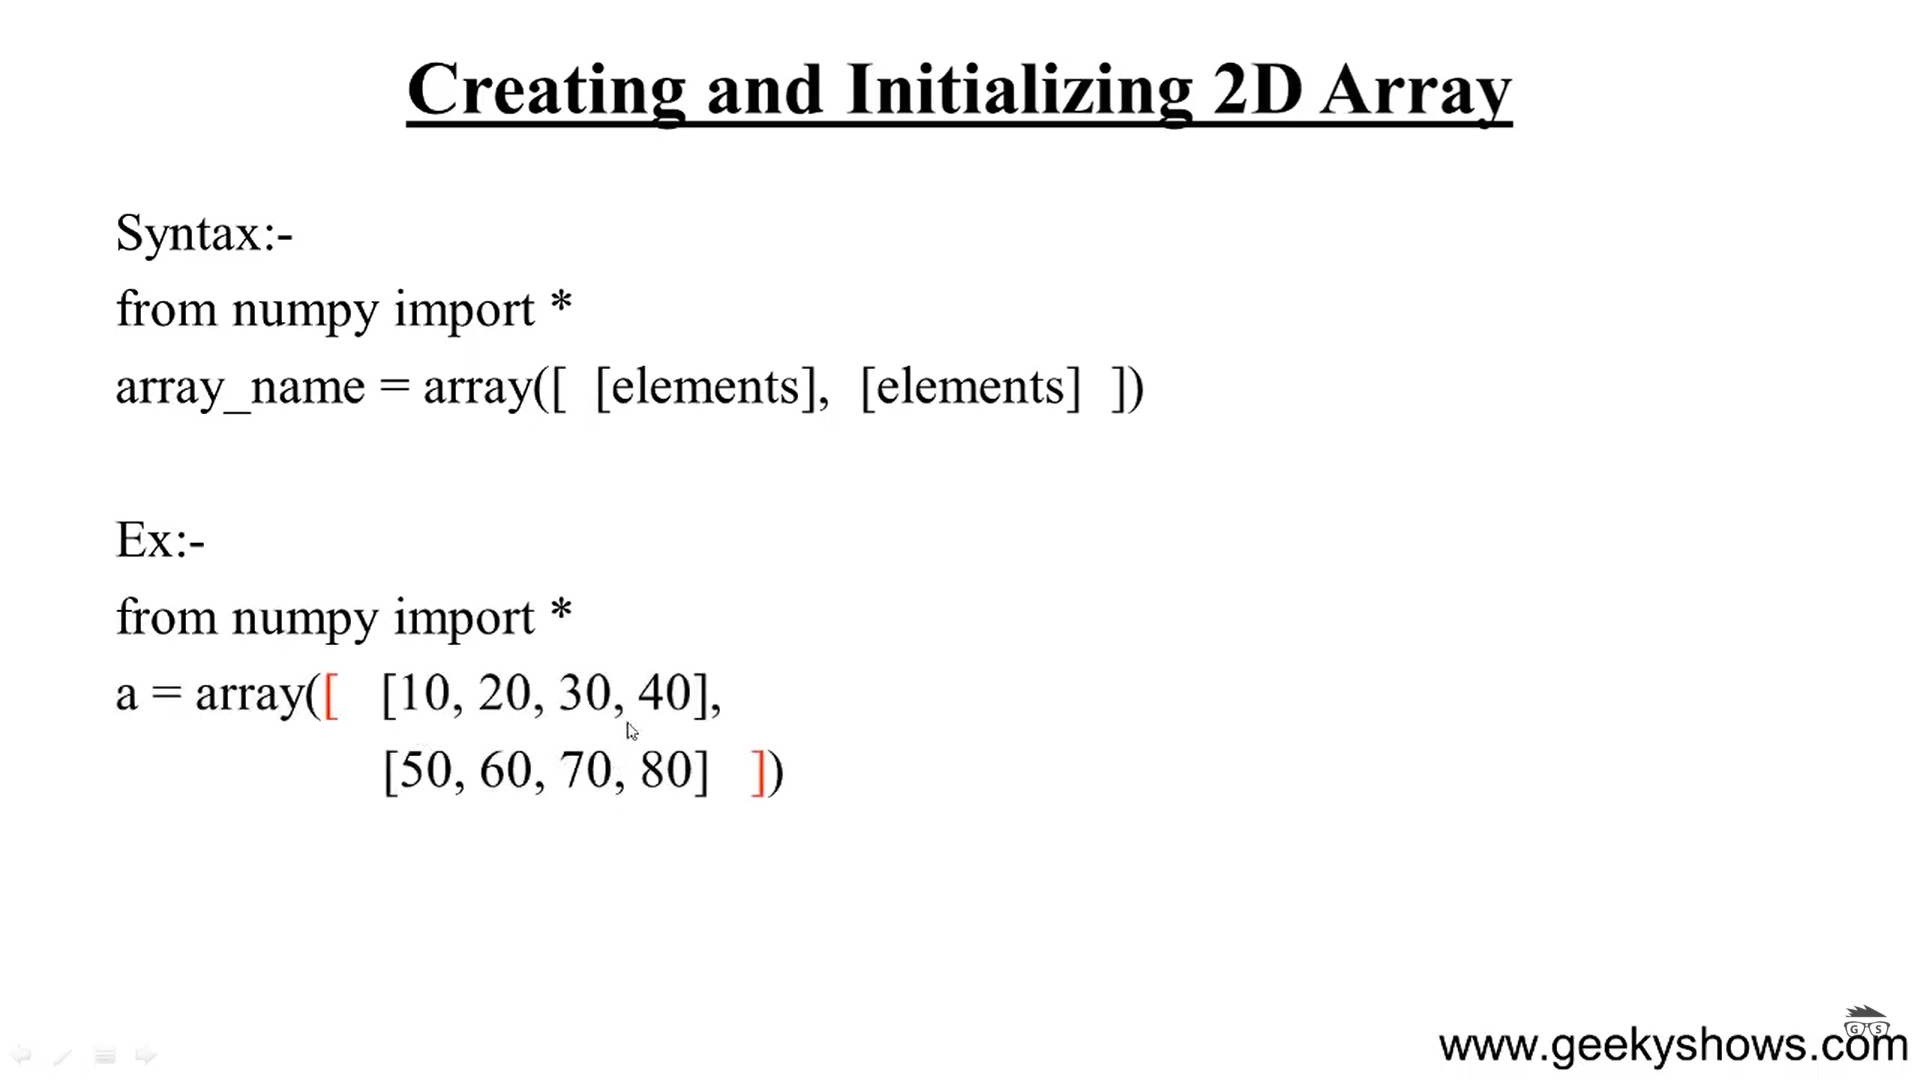 Creating and Initializing 2D Array
Syntax:-
from numpy import *
array_name = array([ [elements], [elements] ])
Ex:-
from numpy import *
a = array([ [10, 20, 30, 40],
[50, 60, 70, 80] ])
G S
www.geekyshows.com